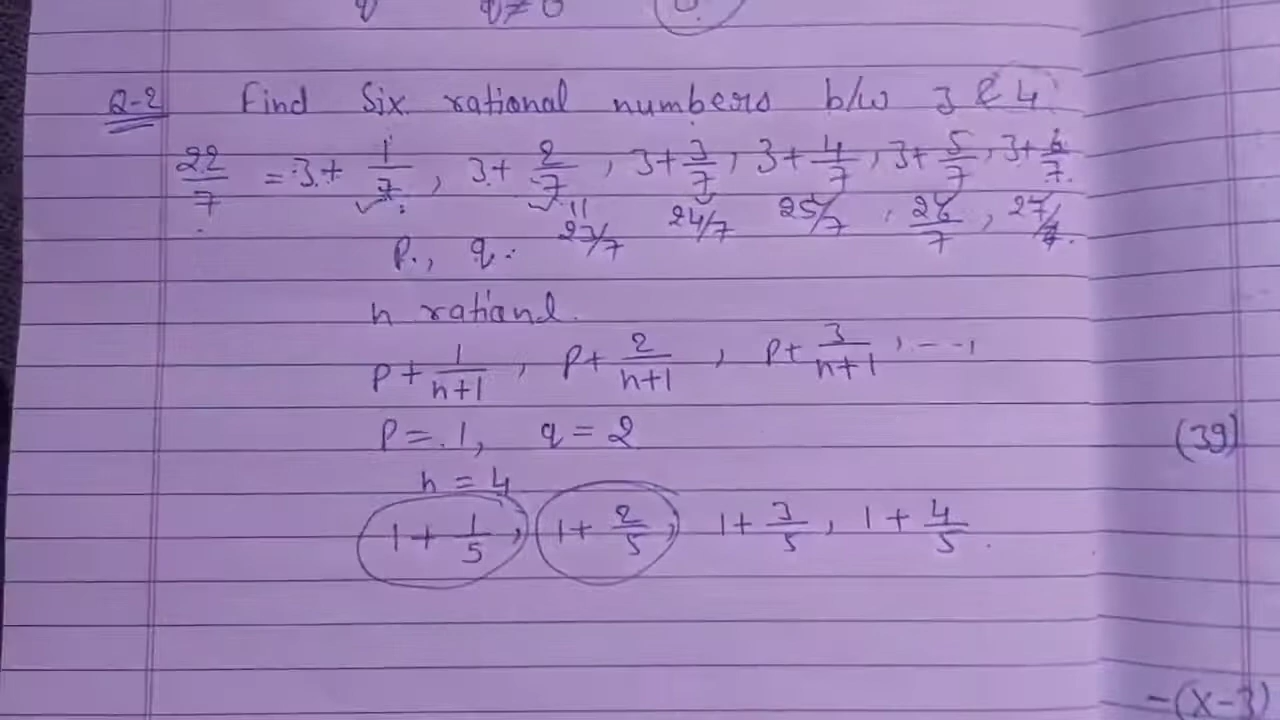 q q≠0
Q-2 Find Six rational numbers b/w 3 & 4
22/7 = 3+ 1/7, 3+ 2/7, 3+ 3/7, 3+ 4/7, 3+ 5/7, 3+ 6/7.
11
23/7 24/7 25/7, 26/7, 27/7.
P., q.
n rational.
P+ 1/n+1, P+ 2/n+1, P+ 3/n+1, ---,
P=.1, q=2
(39)
n = 4
1+ 1/5, 1+ 2/5, 1+ 3/5, 1+ 4/5.
-(x-3)